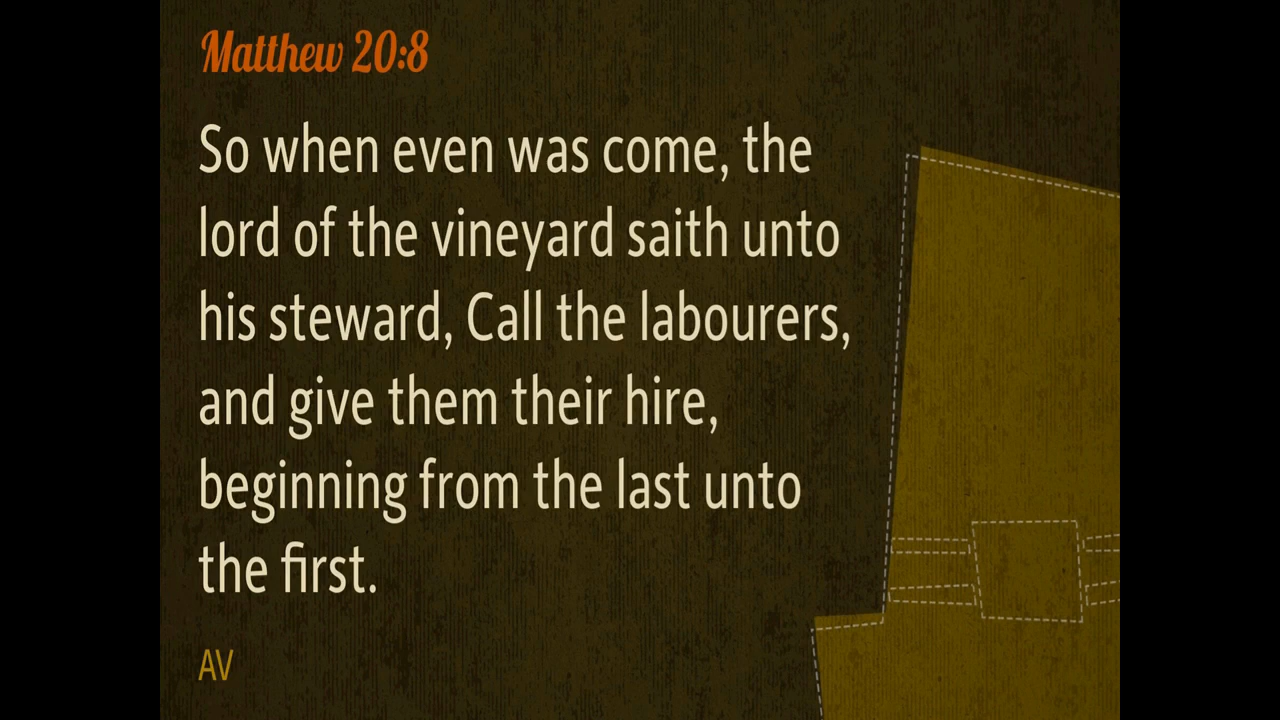 Matthew 20:8
So when even was come, the
lord of the vineyard saith unto
his steward, Call the labourers,
and give them their hire,
beginning from the last unto
the first.
AV